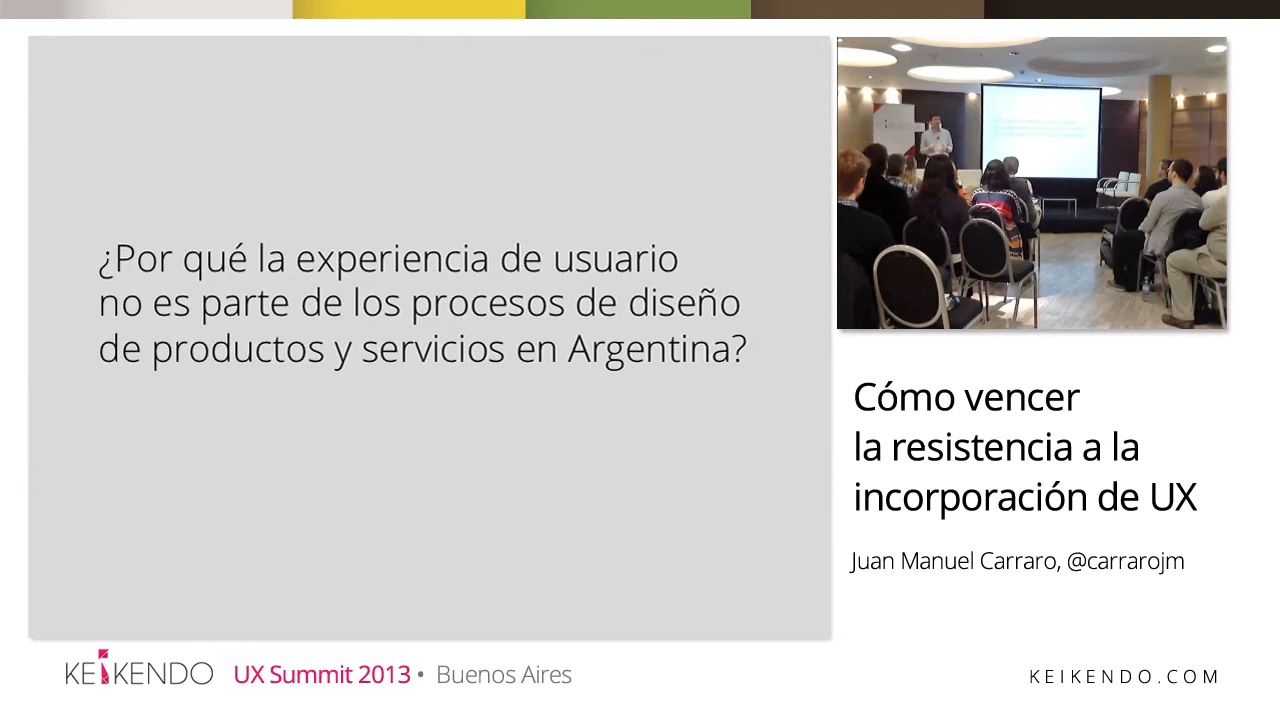 ¿Por qué la experiencia de usuario
no es parte de los procesos de diseño
de productos y servicios en Argentina?
Cómo vencer
la resistencia a la
incorporación de UX
Juan Manuel Carraro, @carrarojm
KEIKENDO UX Summit 2013 • Buenos Aires
KEIKENDO.COM